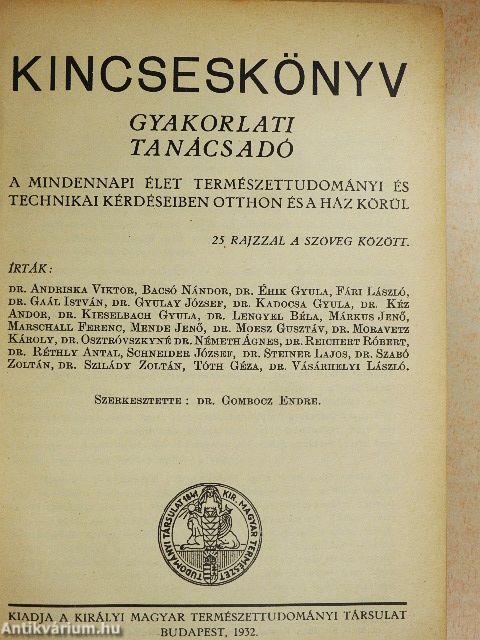 KINCSESKÖNYV
GYAKORLATI
TANÁCSADÓ
A MINDENNAPI ÉLET TERMÉSZETTUDOMÁNYI ÉS
TECHNIKAI KÉRDÉSEIBEN OTTHON ÉS A HÁZ KÖRÜL
25 RAJZZAL A SZÖVEG KÖZÖTT.
ÍRTÁK:
DR. ANDRISKA VIKTOR, BACSÓ NÁNDOR, DR. ÉHIK GYULA, FÁRI LÁSZLÓ,
DR. GAÁL ISTVÁN, DR. GYULAY JÓZSEF, DR. KADOCSA GYULA, DR. KÉZ
ANDOR, DR. KIESELBACH GYULA, DR. LENGYEL BÉLA, MÁRKUS JENŐ,
MARSCHALL FERENC, MENDE JENŐ, DR. MOESZ GUSZTÁV, DR. MORAVETZ
KÁROLY, DR. OSZTRÓVSZKYNÉ DR. NÉMETH ÁGNES, DR. REICHERT RÓBERT,
DR. RÉTHLY ANTAL, SCHNEIDER JÓZSEF, DR. STEINER LAJOS, DR. SZABÓ
ZOLTÁN, DR. SZILÁDY ZOLTÁN, TÓTH GÉZA, DR. VÁSÁRHELYI LÁSZLÓ.
SZERKESZTETTE : DR. GOMBOCZ ENDRE.
KIR. MAGYAR TERMÉSZET
TUDOMÁNYI TÁRSULAT 1841
KIADJA A KIRÁLYI MAGYAR TERMÉSZETTUDOMÁNYI TÁRSULAT
BUDAPEST, 1932.
Antikvárium.hu